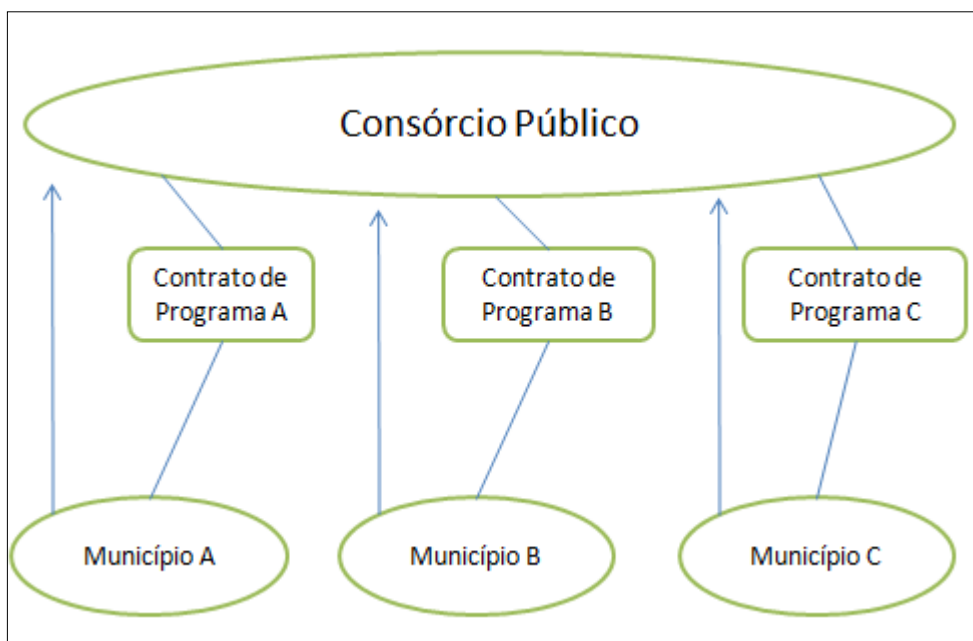 Consórcio Público
Contrato de
Programa A
Contrato de
Programa B
Contrato de
Programa C
Município A
Município B
Município C